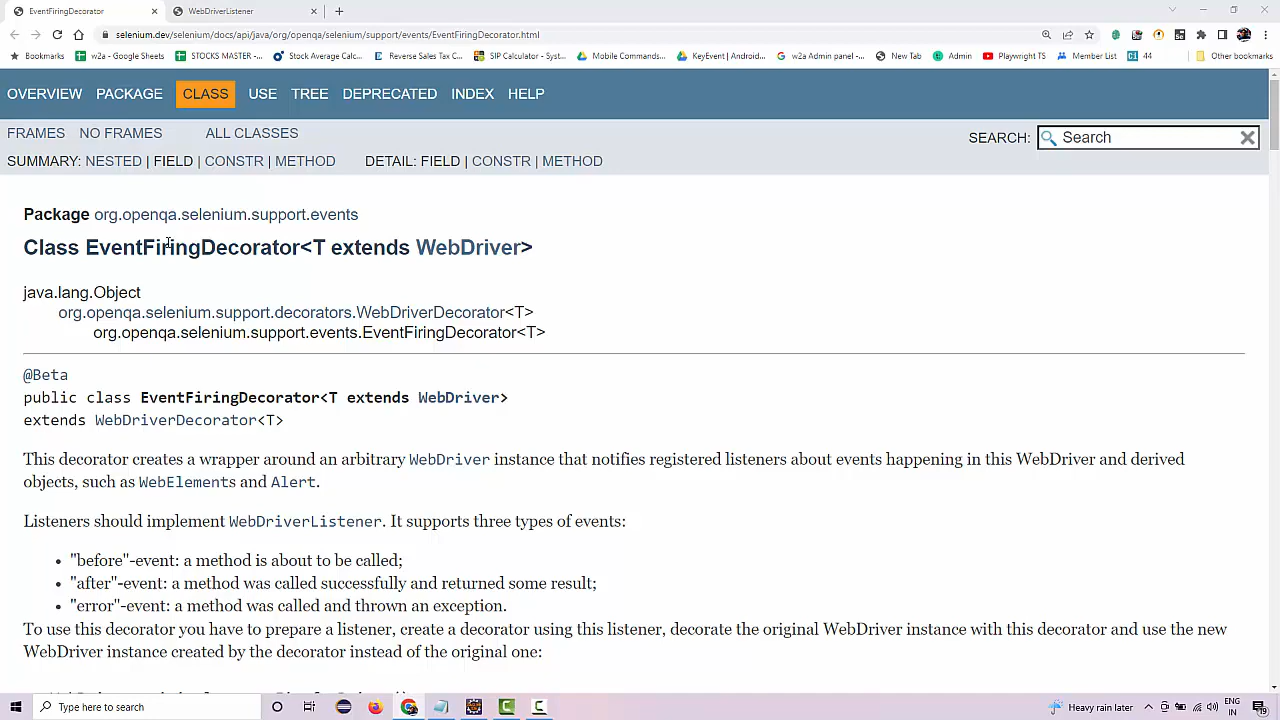 EventFiringDecorator
WebDriverListener
selenium.dev/selenium/docs/api/java/org/openqa/selenium/support/events/EventFiringDecorator.html
Bookmarks
w2a - Google Sheets
STOCKS MASTER -...
Stock Average Calc...
Reverse Sales Tax C...
SIP Calculator - Syst...
Mobile Commands...
KeyEvent | Android...
w2a automation - G...
New Tab
Admin
Playwright TS
Member List
44
Other bookmarks
OVERVIEW PACKAGE CLASS USE TREE DEPRECATED INDEX HELP
FRAMES NO FRAMES ALL CLASSES
SEARCH: Search
SUMMARY: NESTED | FIELD | CONSTR | METHOD DETAIL: FIELD | CONSTR | METHOD
Package org.openqa.selenium.support.events
Class EventFiringDecorator<T extends WebDriver>
java.lang.Object
org.openqa.selenium.support.decorators.WebDriverDecorator<T>
org.openqa.selenium.support.events.EventFiringDecorator<T>
@Beta
public class EventFiringDecorator<T extends WebDriver>
extends WebDriverDecorator<T>
This decorator creates a wrapper around an arbitrary WebDriver instance that notifies registered listeners about events happening in this WebDriver and derived
objects, such as WebElements and Alert.
Listeners should implement WebDriverListener. It supports three types of events:
• "before"-event: a method is about to be called;
• "after"-event: a method was called successfully and returned some result;
• "error"-event: a method was called and thrown an exception.
To use this decorator you have to prepare a listener, create a decorator using this listener, decorate the original WebDriver instance with this decorator and use the new
WebDriver instance created by the decorator instead of the original one:
Type here to search
Heavy rain later
ENG
IN
19